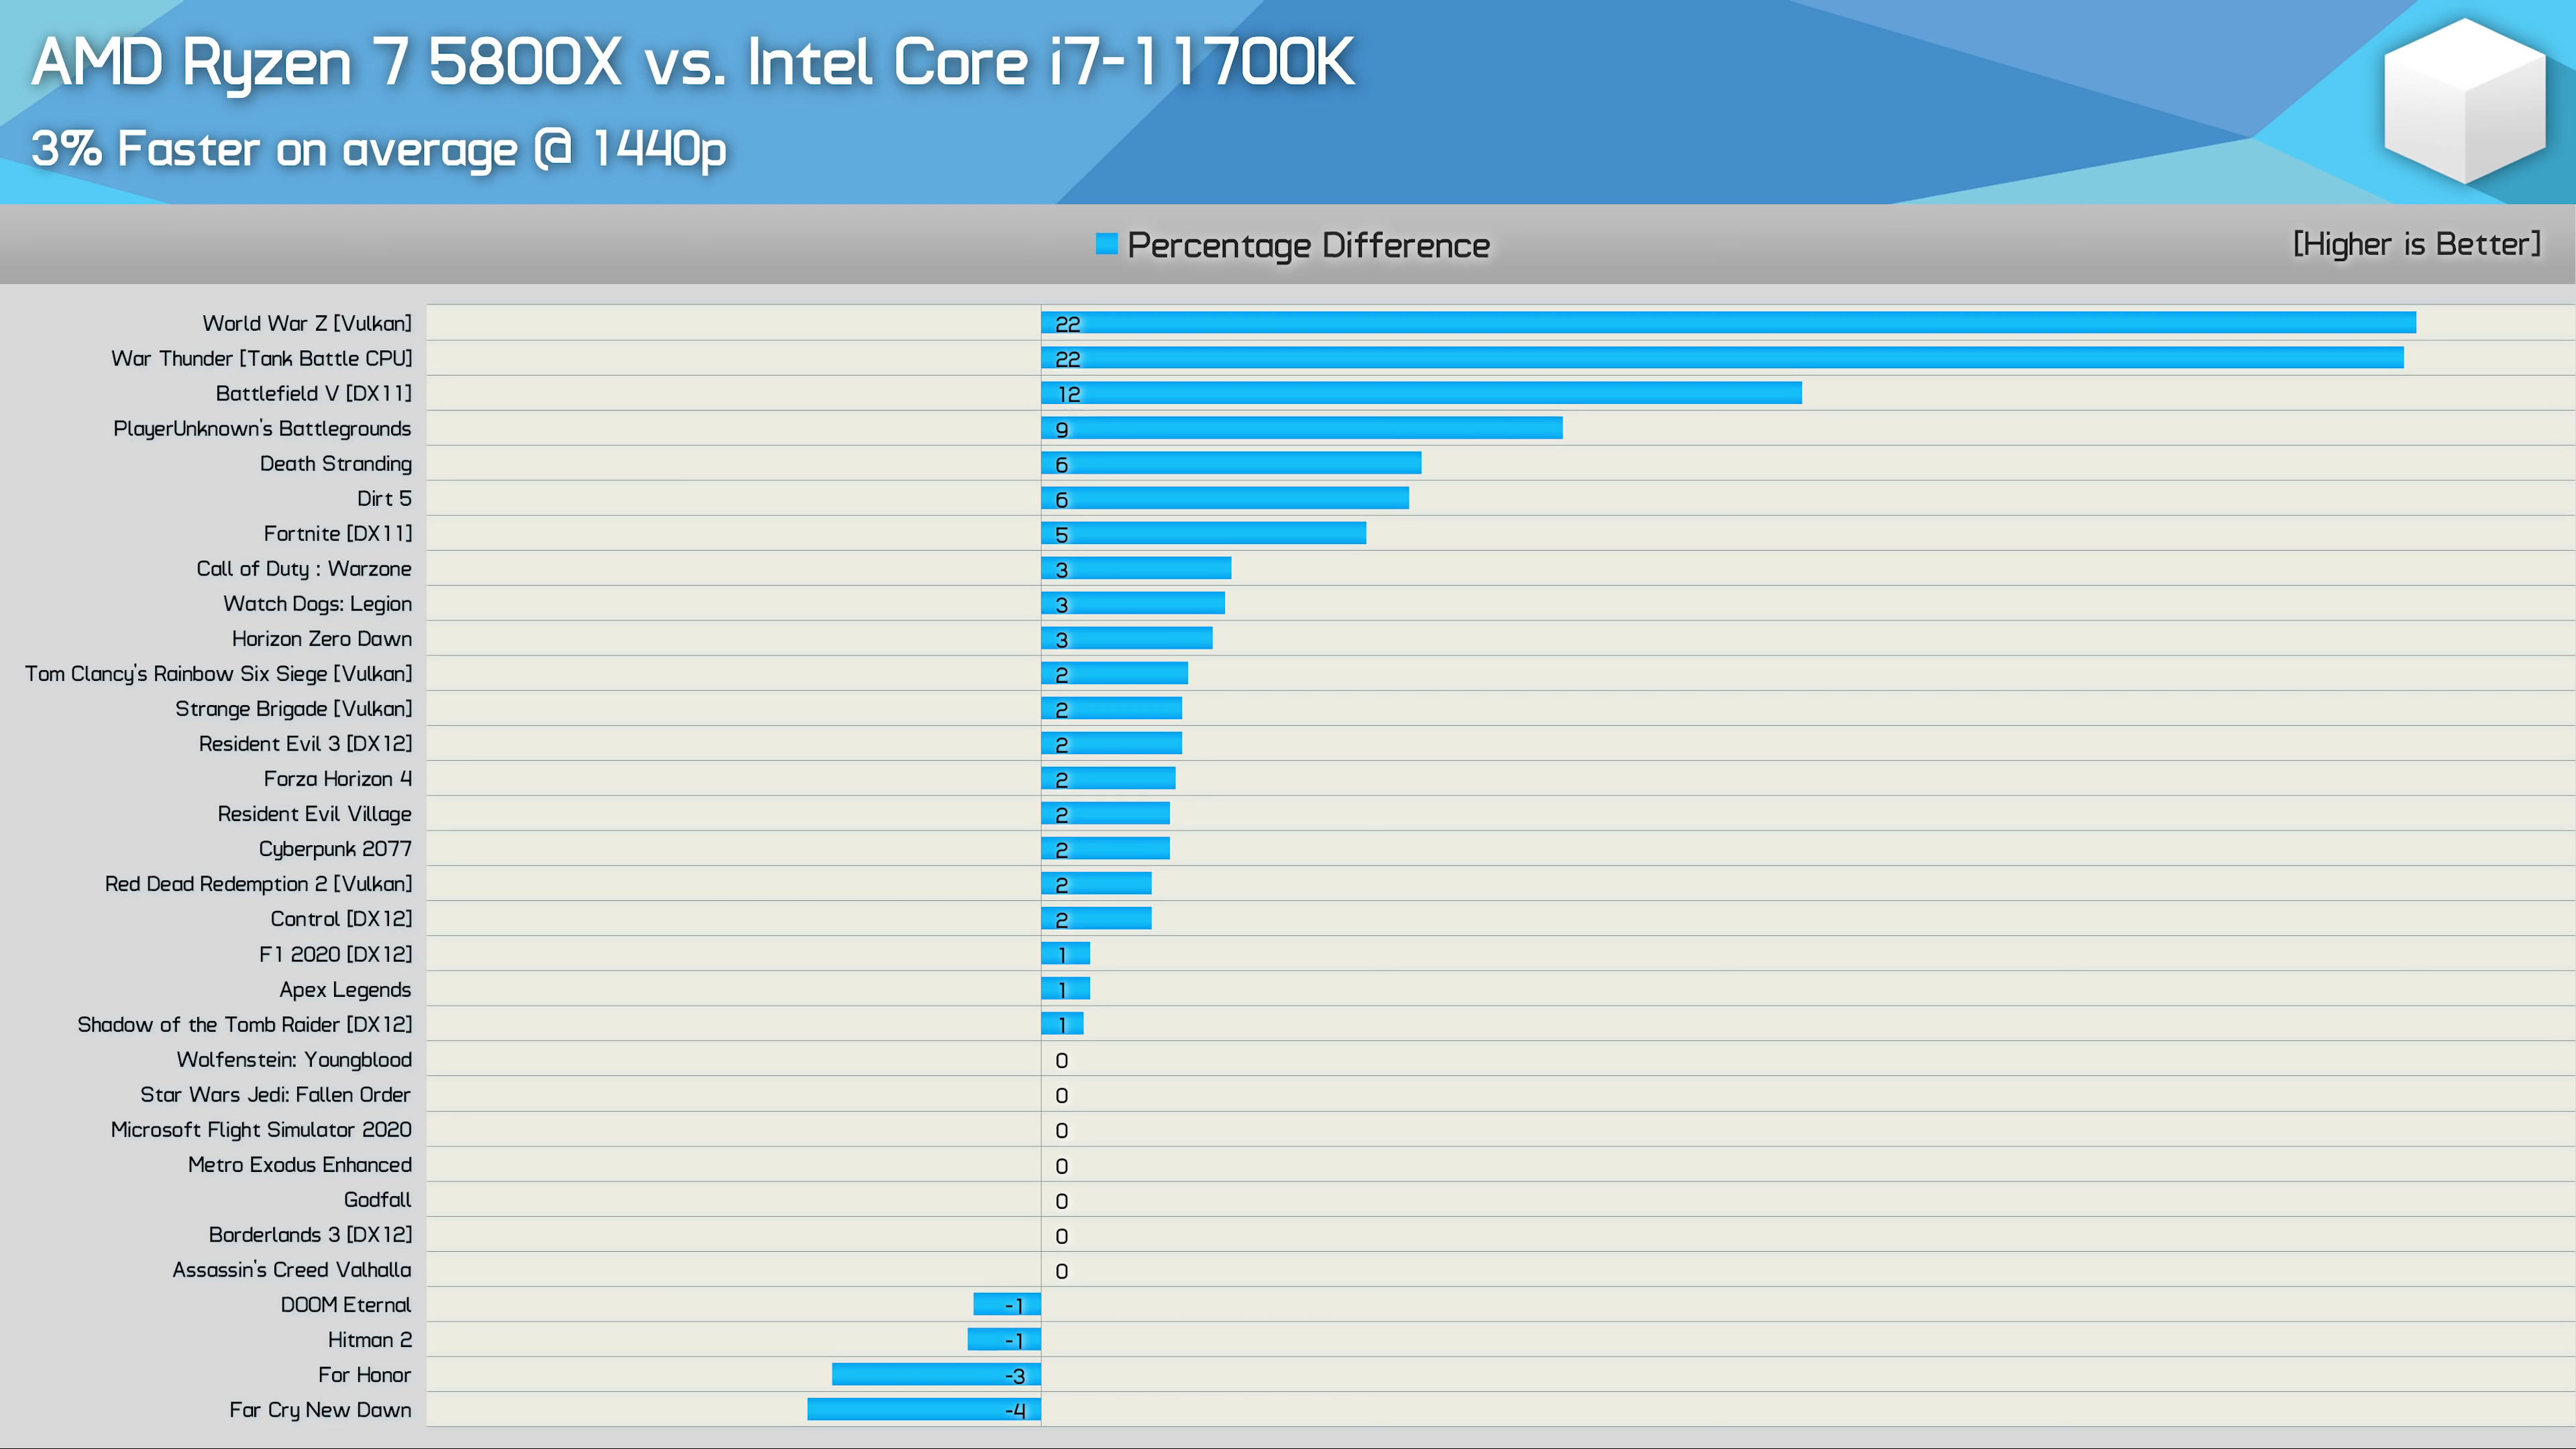 AMD Ryzen 7 5800X vs. Intel Core i7-11700K
3% Faster on average @ 1440p
Percentage Difference
[Higher is Better]
World War Z [Vulkan] 22
War Thunder [Tank Battle CPU] 22
Battlefield V [DX11] 12
PlayerUnknown's Battlegrounds 9
Death Stranding 6
Dirt 5 6
Fortnite [DX11] 5
Call of Duty : Warzone 3
Watch Dogs: Legion 3
Horizon Zero Dawn 3
Tom Clancy's Rainbow Six Siege [Vulkan] 2
Strange Brigade [Vulkan] 2
Resident Evil 3 [DX12] 2
Forza Horizon 4 2
Resident Evil Village 2
Cyberpunk 2077 2
Red Dead Redemption 2 [Vulkan] 2
Control [DX12] 2
F1 2020 [DX12] 1
Apex Legends 1
Shadow of the Tomb Raider [DX12] 1
Wolfenstein: Youngblood 0
Star Wars Jedi: Fallen Order 0
Microsoft Flight Simulator 2020 0
Metro Exodus Enhanced 0
Godfall 0
Borderlands 3 [DX12] 0
Assassin's Creed Valhalla 0
DOOM Eternal -1
Hitman 2 -1
For Honor -3
Far Cry New Dawn -4